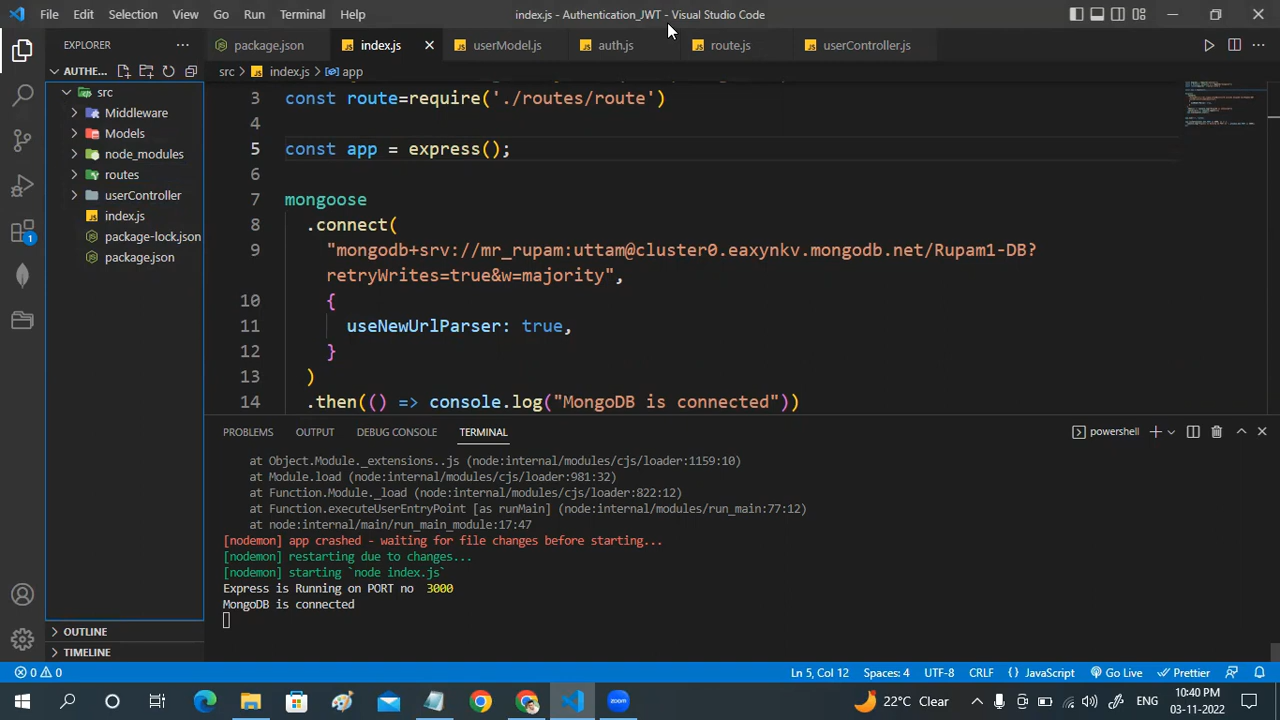 File Edit Selection View Go Run Terminal Help
index.js - Authentication_JWT - Visual Studio Code
EXPLORER
package.json
index.js
userModel.js
auth.js
route.js
userController.js
AUTHE...
src > index.js > app
src
Middleware
Models
node_modules
routes
userController
index.js
package-lock.json
package.json
3 const route=require('./routes/route')
4
5 const app = express();
6
7 mongoose
8 .connect(
9 "mongodb+srv://mr_rupam:uttam@cluster0.eaxynkv.mongodb.net/Rupam1-DB?
retryWrites=true&w=majority",
10 {
11 useNewUrlParser: true,
12 }
13 )
14 .then(() => console.log("MongoDB is connected"))
PROBLEMS OUTPUT DEBUG CONSOLE TERMINAL
powershell
at Object.Module._extensions..js (node:internal/modules/cjs/loader:1159:10)
at Module.load (node:internal/modules/cjs/loader:981:32)
at Function.Module._load (node:internal/modules/cjs/loader:822:12)
at Function.executeUserEntryPoint [as runMain] (node:internal/modules/run_main:77:12)
at node:internal/main/run_main_module:17:47
[nodemon] app crashed - waiting for file changes before starting...
[nodemon] restarting due to changes...
[nodemon] starting `node index.js`
Express is Running on PORT no 3000
MongoDB is connected
OUTLINE
TIMELINE
1
0 0
Ln 5, Col 12 Spaces: 4 UTF-8 CRLF {} JavaScript Go Live Prettier
22°C Clear
ENG
10:40 PM
03-11-2022
zoom